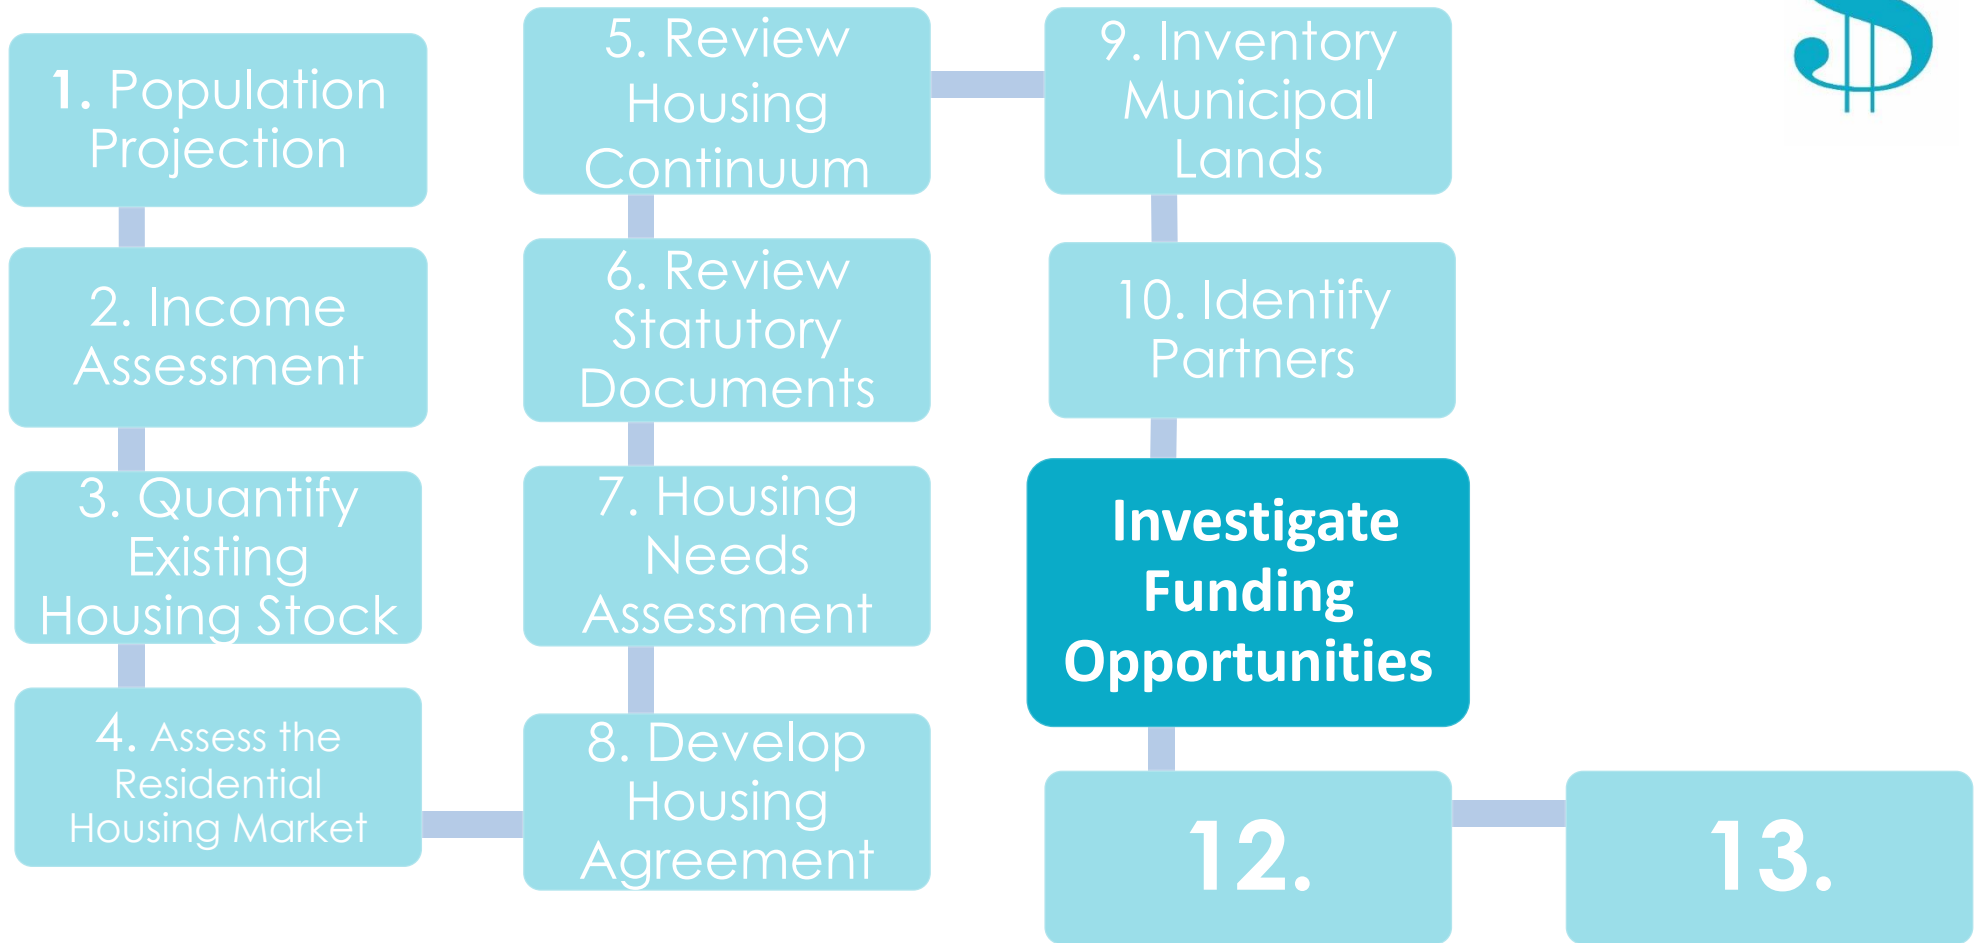 1. Population
Projection
2. Income
Assessment
3. Quantify
Existing
Housing Stock
4. Assess the
Residential
Housing Market
5. Review
Housing
Continuum
6. Review
Statutory
Documents
7. Housing
Needs
Assessment
8. Develop
Housing
Agreement
9. Inventory
Municipal
Lands
10. Identify
Partners
Investigate
Funding
Opportunities
12.
13.
$